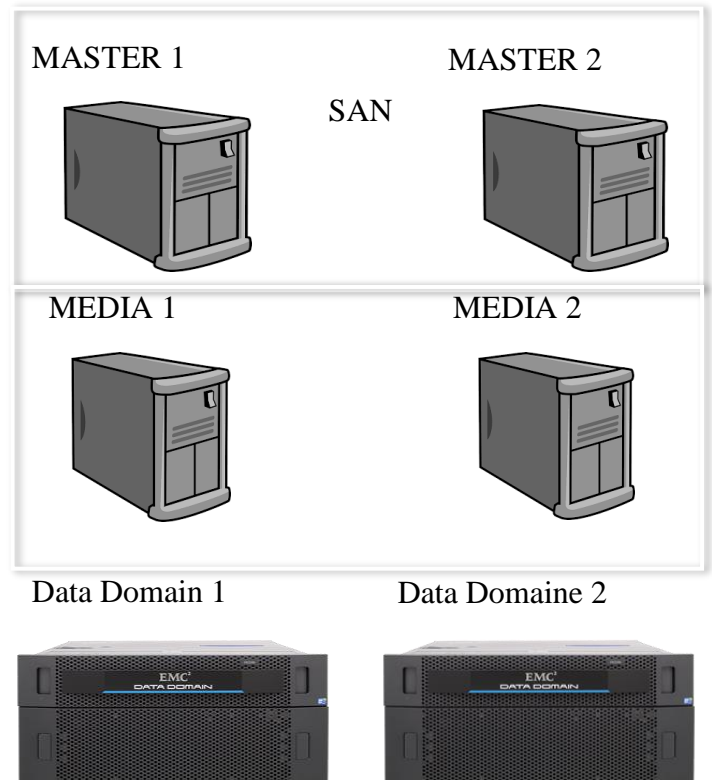 MASTER 1
MASTER 2
SAN
MEDIA 1
MEDIA 2
Data Domain 1
Data Domaine 2
EMC²
DATA DOMAIN
EMC²
DATA DOMAIN